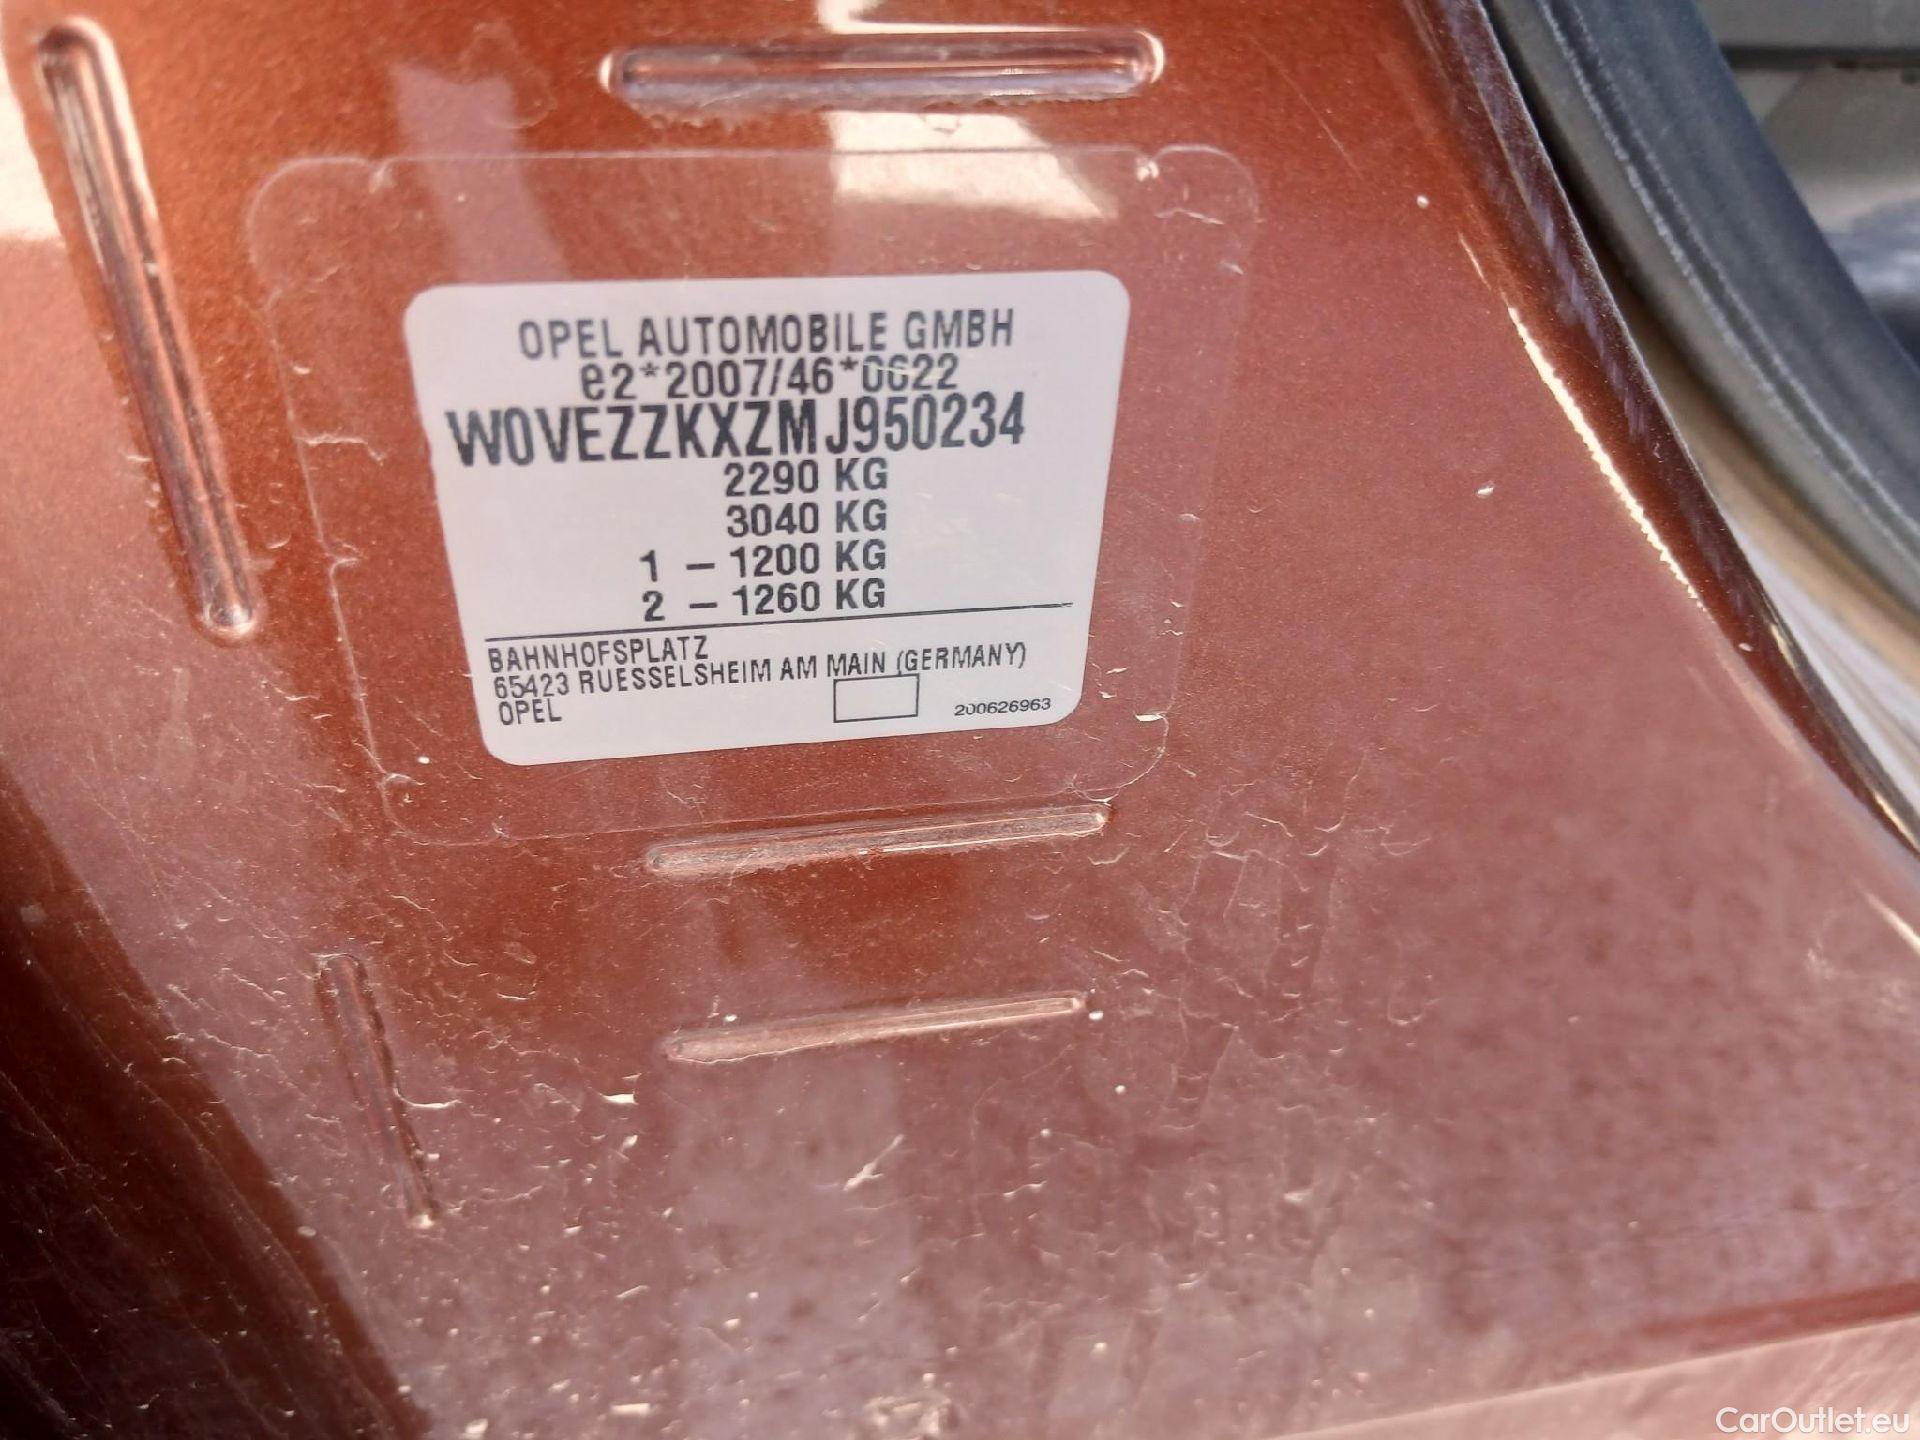 OPEL AUTOMOBILE GMBH
e2*2007/46*0622
W0VEZZKXZMJ950234
2290 KG
3040 KG
1 - 1200 KG
2 - 1260 KG
BAHNHOFSPLATZ
65423 RUESSELSHEIM AM MAIN (GERMANY)
OPEL
200626963
CarOutlet.eu